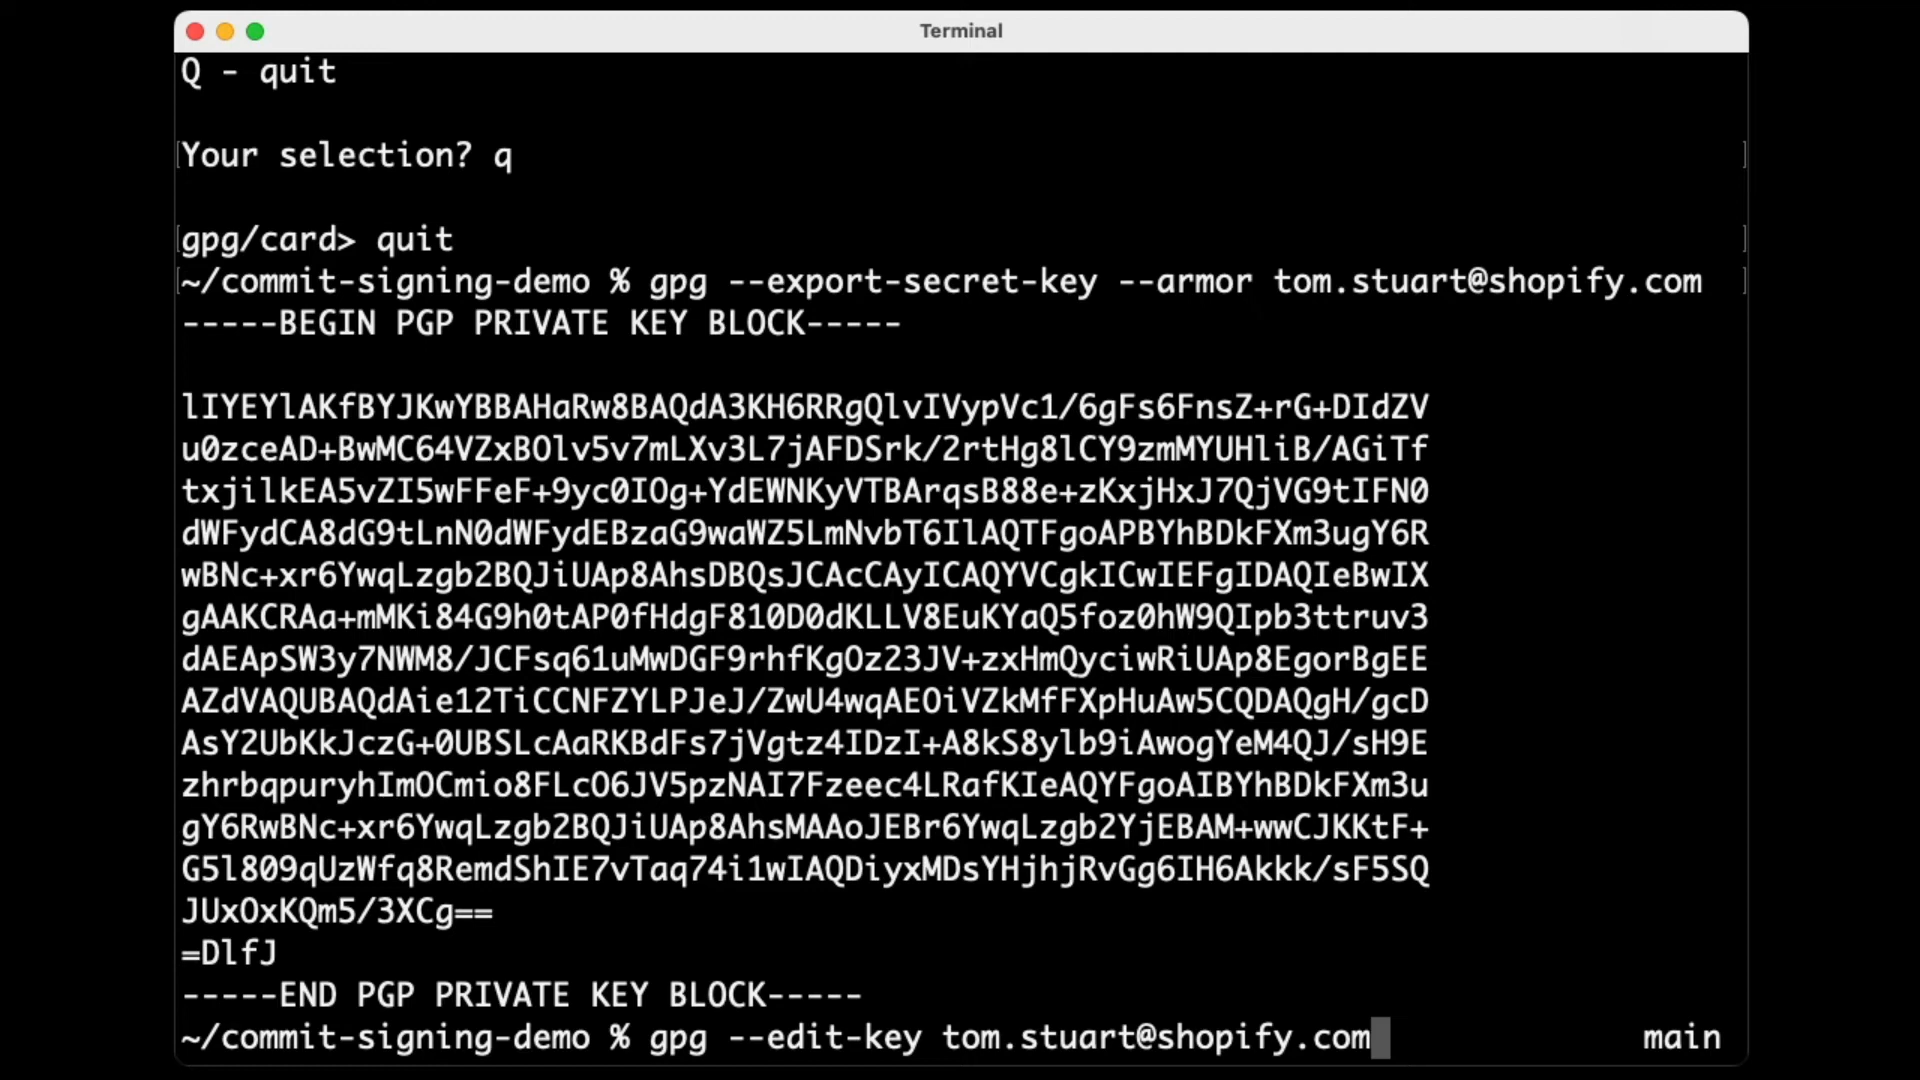 Terminal
Q - quit
Your selection? q
gpg/card> quit
~/commit-signing-demo % gpg --export-secret-key --armor tom.stuart@shopify.com
-----BEGIN PGP PRIVATE KEY BLOCK-----
lIYEYlAKfBYJKwYBBAHaRw8BAQdA3KH6RRgQlvIVypVc1/6gFs6FnsZ+rG+DIdZV
u0zceAD+BwMC64VZxBOlv5v7mLXv3L7jAFDSrk/2rtHg8lCY9zmMYUHliB/AGiTf
txjilkEA5vZI5wFFeF+9yc0IOg+YdEWNKyVTBArqsB88e+zKxjHxJ7QjVG9tIFN0
dWFydCA8dG9tLnN0dWFydEBzaG9waWZ5LmNvbT6IlAQTFgoAPBYhBDkFXm3ugY6R
wBNc+xr6YwqLzgb2BQJiUAp8AhsDBQsJCAcCAyICAQYVCgkICwIEFgIDAQIeBwIX
gAAKCRAa+mMKi84G9h0tAP0fHdgF810D0dKLLV8EuKYaQ5foz0hW9QIpb3ttruv3
dAEApSW3y7NWM8/JCFsq61uMwDGF9rhfKgOz23JV+zxHmQyciwRiUAp8EgorBgEE
AZdVAQUBAQdAie12TiCCNFZYLPJeJ/ZwU4wqAEOiVZkMfFXpHuAw5CQDAQgH/gcD
AsY2UbKkJczG+0UBSLcAaRKBdFs7jVgtz4IDzI+A8kS8ylb9iAwogYeM4QJ/sH9E
zhrbqpuryhImOCmio8FLcO6JV5pzNAI7Fzeec4LRafKIeAQYFgoAIBYhBDkFXm3u
gY6RwBNc+xr6YwqLzgb2BQJiUAp8AhsMAAoJEBr6YwqLzgb2YjEBAM+wwCJKKtF+
G5l809qUzWfq8RemdShIE7vTaq74i1wIAQDiyxMDsYHjhjRvGg6IH6Akkk/sF5SQ
JUxOxKQm5/3XCg==
=DlfJ
-----END PGP PRIVATE KEY BLOCK-----
~/commit-signing-demo % gpg --edit-key tom.stuart@shopify.com main